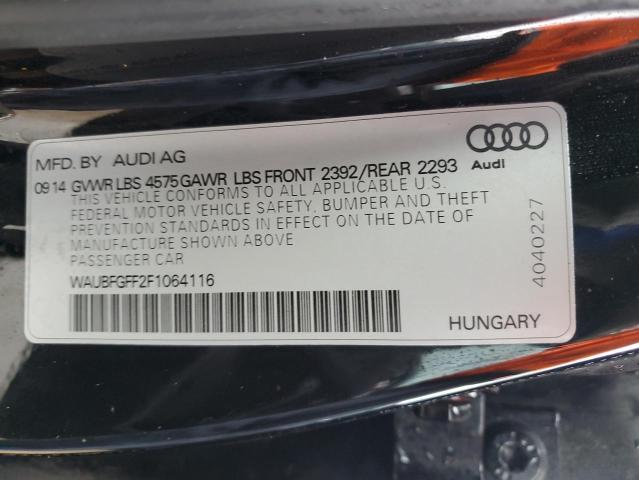 MFD. BY AUDI AG
Audi
0914 GVWR LBS 4575 GAWR LBS FRONT 2392/REAR 2293
THIS VEHICLE CONFORMS TO ALL APPLICABLE U.S.
FEDERAL MOTOR VEHICLE SAFETY, BUMPER AND THEFT
PREVENTION STANDARDS IN EFFECT ON THE DATE OF
MANUFACTURE SHOWN ABOVE
PASSENGER CAR
WAUBFGFF2F1064116
4040227
HUNGARY